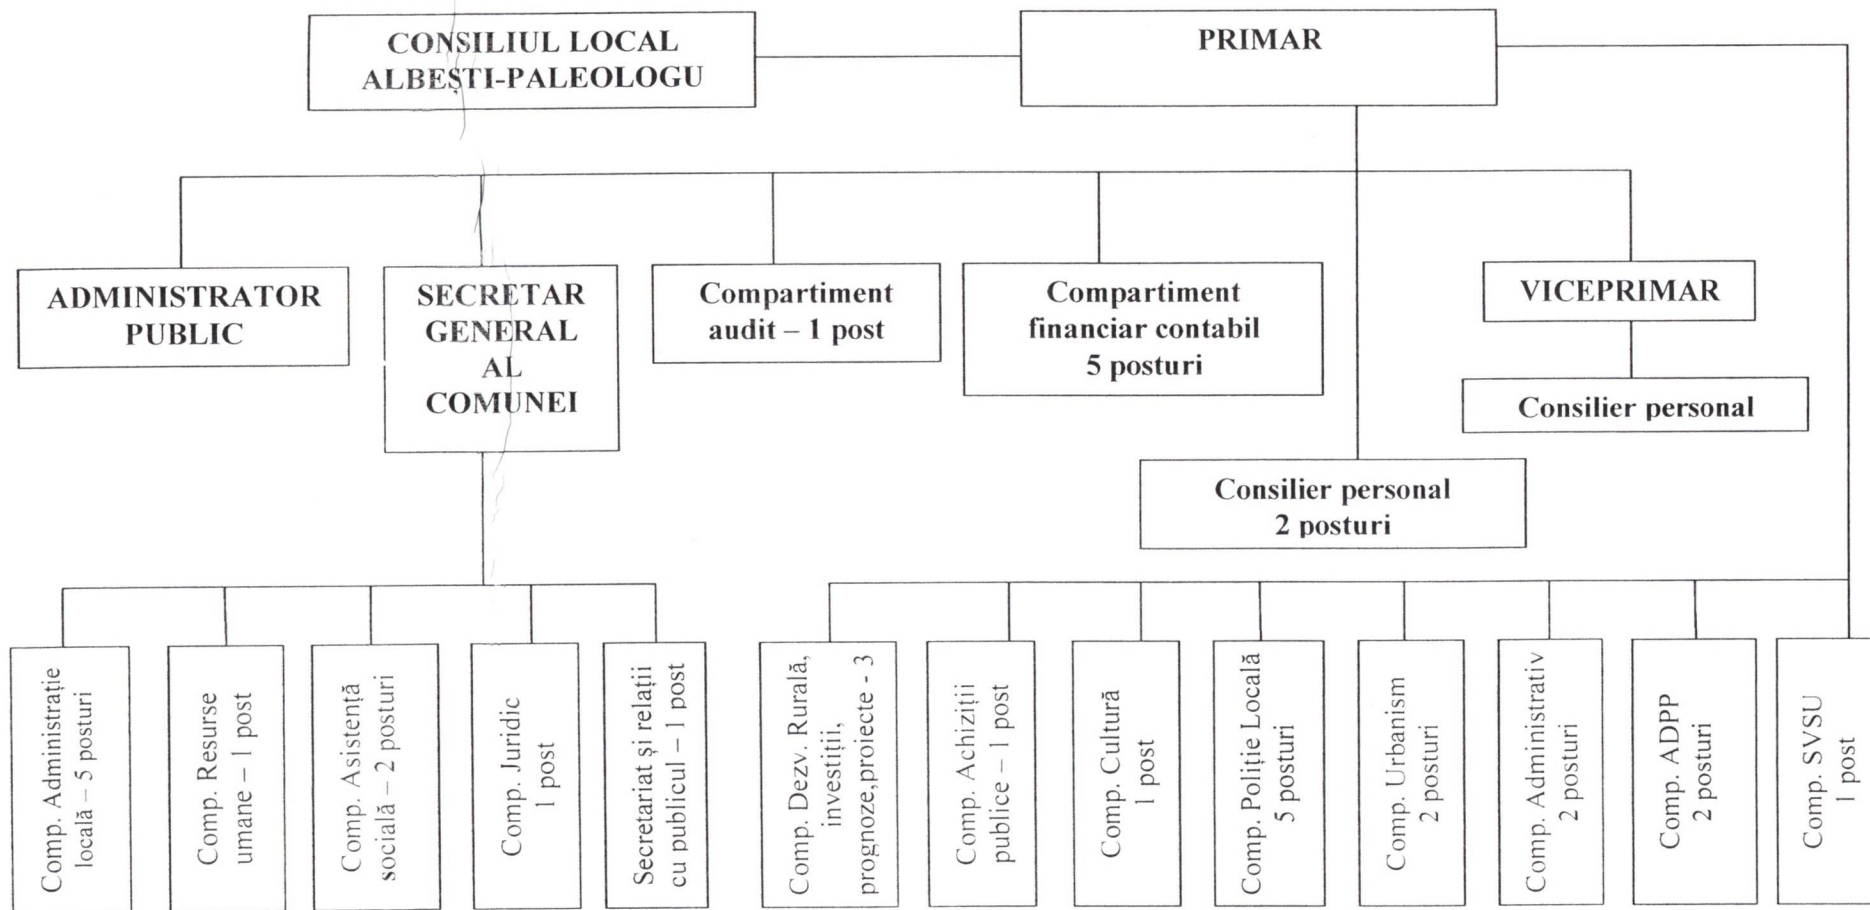 CONSILIUL LOCAL
ALBEȘTI-PALEOLOGU
PRIMAR
ADMINISTRATOR
PUBLIC
SECRETAR
GENERAL
AL
COMUNEI
Compartiment
audit – 1 post
Compartiment
financiar contabil
5 posturi
VICEPRIMAR
Consilier personal
Consilier personal
2 posturi
Comp. Administrație
locală – 5 posturi
Comp. Resurse
umane – 1 post
Comp. Asistență
socială – 2 posturi
Comp. Juridic
1 post
Secretariat și relații
cu publicul – 1 post
Comp. Dezv. Rurală,
investiții,
prognoze,proiecte - 3
Comp. Achiziții
publice – 1 post
Comp. Cultură
1 post
Comp. Poliție Locală
5 posturi
Comp. Urbanism
2 posturi
Comp. Administrativ
2 posturi
Comp. ADPP
2 posturi
Comp. SVSU
1 post